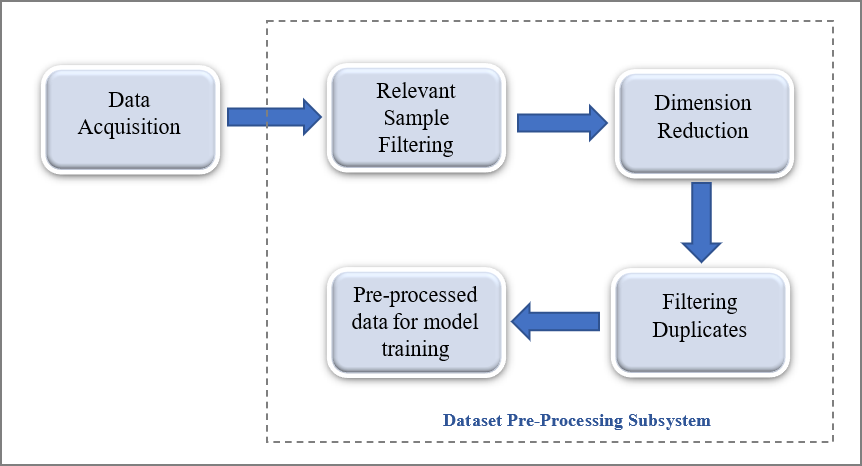 Data
Acquisition
Relevant
Sample
Filtering
Dimension
Reduction
Filtering
Duplicates
Pre-processed
data for model
training
Dataset Pre-Processing Subsystem